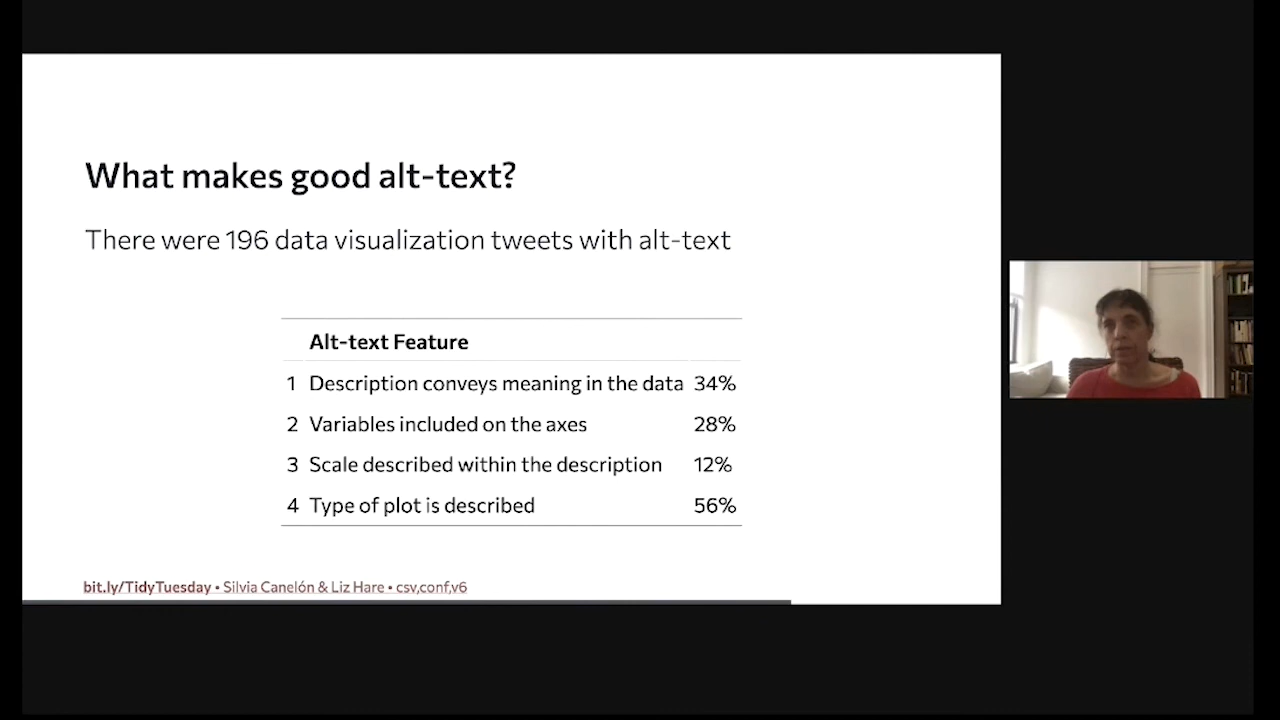 What makes good alt-text?
There were 196 data visualization tweets with alt-text
Alt-text Feature
1 Description conveys meaning in the data 34%
2 Variables included on the axes 28%
3 Scale described within the description 12%
4 Type of plot is described 56%
bit.ly/TidyTuesday • Silvia Canelón & Liz Hare • csv,conf,v6